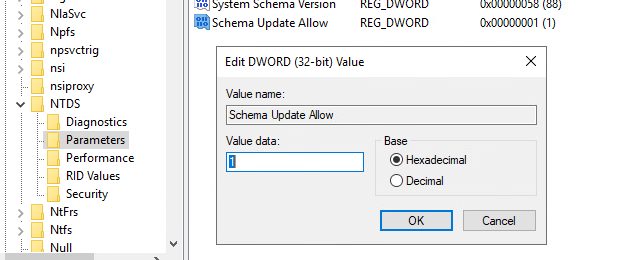 NlaSvc
Npfs
npsvctrig
nsi
nsiproxy
NTDS
Diagnostics
Parameters
Performance
RID Values
Security
NtFrs
Ntfs
Null
System Schema Version REG_DWORD 0x00000058 (88)
Schema Update Allow REG_DWORD 0x00000001 (1)
Edit DWORD (32-bit) Value
Value name:
Schema Update Allow
Value data:
1
Base
Hexadecimal
Decimal
OK Cancel